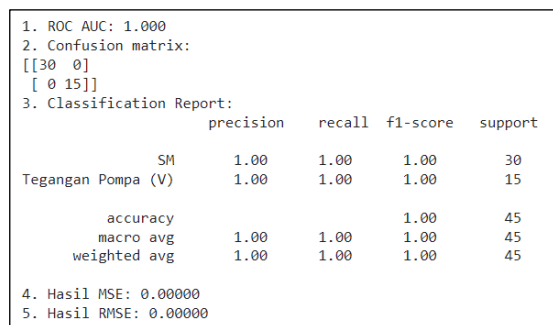 1. ROC AUC: 1.000
2. Confusion matrix:
[[30  0]
 [ 0 15]]
3. Classification Report:
precision recall f1-score support
SM 1.00 1.00 1.00 30
Tegangan Pompa (V) 1.00 1.00 1.00 15
accuracy 1.00 45
macro avg 1.00 1.00 1.00 45
weighted avg 1.00 1.00 1.00 45
4. Hasil MSE: 0.00000
5. Hasil RMSE: 0.00000